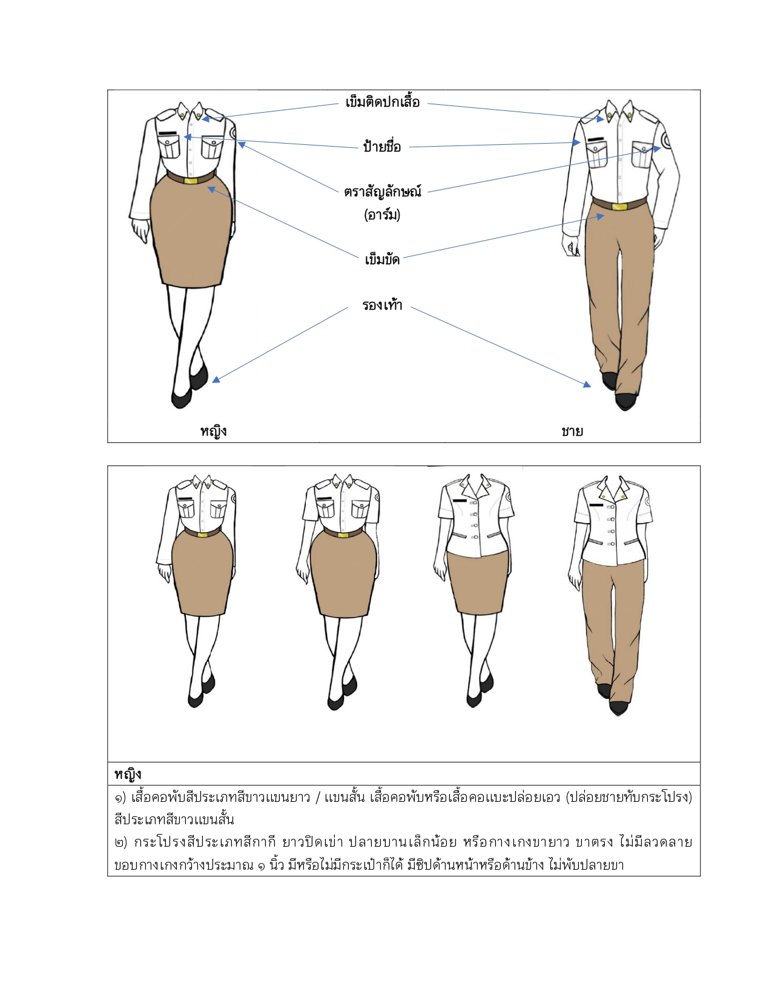 เข็มติดปกเสื้อ
ป้ายชื่อ
ตราสัญลักษณ์
(อาร์ม)
เข็มขัด
รองเท้า
หญิง
ชาย
หญิง
๑) เสื้อคอพับสีประเภทสีขาวแขนยาว / แขนสั้น เสื้อคอพับหรือเสื้อคอแบะปล่อยเอว (ปล่อยชายทับกระโปรง)
สีประเภทสีขาวแขนสั้น
๒) กระโปรงสีประเภทสีกากี ยาวปิดเข่า ปลายบานเล็กน้อย หรือกางเกงขายาว ขาตรง ไม่มีลวดลาย
ขอบกางเกงกว้างประมาณ ๑ นิ้ว มีหรือไม่มีกระเป๋าก็ได้ มีซิปด้านหน้าหรือด้านข้าง ไม่พับปลายขา